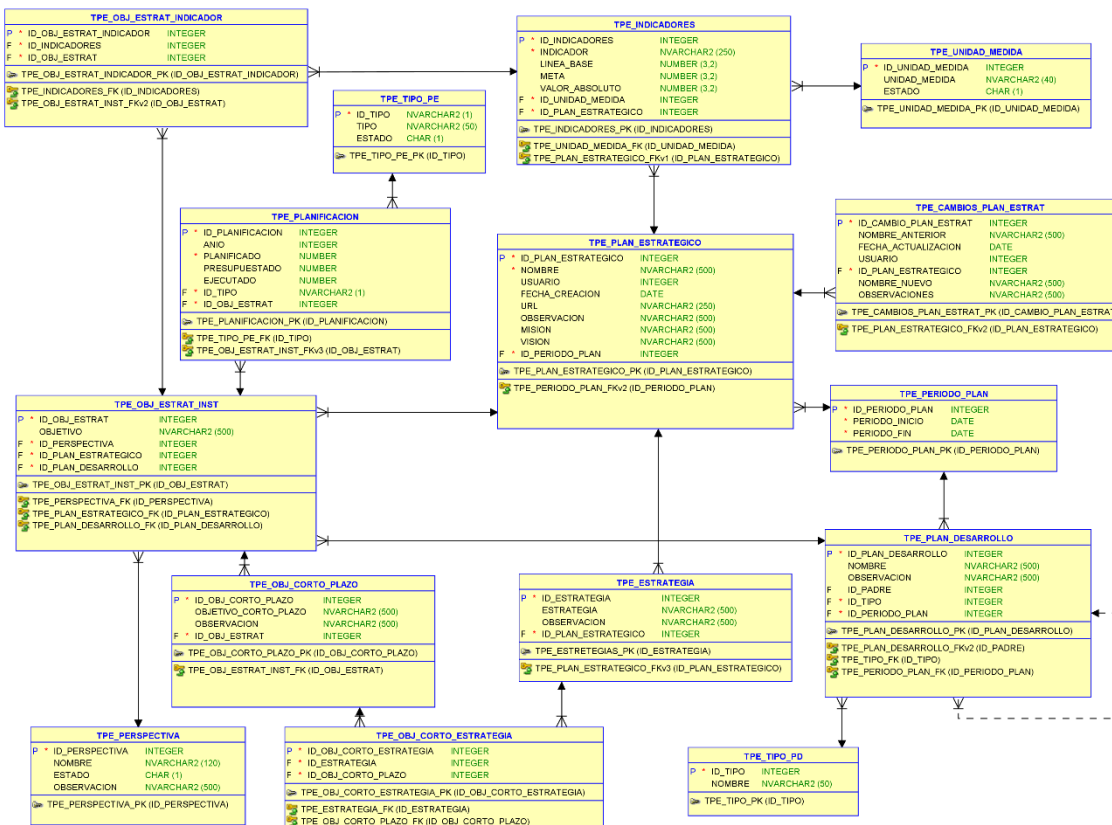 TPE_OBJ_ESTRAT_INDICADOR
P * ID_OBJ_ESTRAT_INDICADOR INTEGER
F * ID_INDICADORES INTEGER
F * ID_OBJ_ESTRAT INTEGER
TPE_OBJ_ESTRAT_INDICADOR_PK (ID_OBJ_ESTRAT_INDICADOR)
TPE_INDICADORES_FK (ID_INDICADORES)
TPE_OBJ_ESTRAT_INST_FKv2 (ID_OBJ_ESTRAT)
TPE_INDICADORES
P * ID_INDICADORES INTEGER
* INDICADOR NVARCHAR2 (250)
LINEA_BASE NUMBER (3,2)
META NUMBER (3,2)
VALOR_ABSOLUTO NUMBER (3,2)
F * ID_UNIDAD_MEDIDA INTEGER
F * ID_PLAN_ESTRATEGICO INTEGER
TPE_INDICADORES_PK (ID_INDICADORES)
TPE_UNIDAD_MEDIDA_FK (ID_UNIDAD_MEDIDA)
TPE_PLAN_ESTRATEGICO_FKv1 (ID_PLAN_ESTRATEGICO)
TPE_UNIDAD_MEDIDA
P * ID_UNIDAD_MEDIDA INTEGER
UNIDAD_MEDIDA NVARCHAR2 (40)
ESTADO CHAR (1)
TPE_UNIDAD_MEDIDA_PK (ID_UNIDAD_MEDIDA)
TPE_TIPO_PE
P * ID_TIPO NVARCHAR2 (1)
TIPO NVARCHAR2 (50)
ESTADO CHAR (1)
TPE_TIPO_PE_PK (ID_TIPO)
TPE_PLANIFICACION
P * ID_PLANIFICACION INTEGER
ANIO INTEGER
* PLANIFICADO NUMBER
PRESUPUESTADO NUMBER
EJECUTADO NUMBER
F * ID_TIPO NVARCHAR2 (1)
F * ID_OBJ_ESTRAT INTEGER
TPE_PLANIFICACION_PK (ID_PLANIFICACION)
TPE_TIPO_PE_FK (ID_TIPO)
TPE_OBJ_ESTRAT_INST_FKv3 (ID_OBJ_ESTRAT)
TPE_PLAN_ESTRATEGICO
P * ID_PLAN_ESTRATEGICO INTEGER
* NOMBRE NVARCHAR2 (500)
USUARIO INTEGER
FECHA_CREACION DATE
URL NVARCHAR2 (250)
OBSERVACION NVARCHAR2 (500)
MISION NVARCHAR2 (500)
VISION NVARCHAR2 (500)
F * ID_PERIODO_PLAN INTEGER
TPE_PLAN_ESTRATEGICO_PK (ID_PLAN_ESTRATEGICO)
TPE_PERIODO_PLAN_FKv2 (ID_PERIODO_PLAN)
TPE_CAMBIOS_PLAN_ESTRAT
P * ID_CAMBIO_PLAN_ESTRAT INTEGER
NOMBRE_ANTERIOR NVARCHAR2 (500)
FECHA_ACTUALIZACION DATE
USUARIO INTEGER
F * ID_PLAN_ESTRATEGICO INTEGER
NOMBRE_NUEVO NVARCHAR2 (500)
OBSERVACIONES NVARCHAR2 (500)
TPE_CAMBIOS_PLAN_ESTRAT_PK (ID_CAMBIO_PLAN_ESTRAT
TPE_PLAN_ESTRATEGICO_FKv2 (ID_PLAN_ESTRATEGICO)
TPE_OBJ_ESTRAT_INST
P * ID_OBJ_ESTRAT INTEGER
OBJETIVO NVARCHAR2 (500)
F * ID_PERSPECTIVA INTEGER
F * ID_PLAN_ESTRATEGICO INTEGER
F * ID_PLAN_DESARROLLO INTEGER
TPE_OBJ_ESTRAT_INST_PK (ID_OBJ_ESTRAT)
TPE_PERSPECTIVA_FK (ID_PERSPECTIVA)
TPE_PLAN_ESTRATEGICO_FK (ID_PLAN_ESTRATEGICO)
TPE_PLAN_DESARROLLO_FK (ID_PLAN_DESARROLLO)
TPE_PERIODO_PLAN
P * ID_PERIODO_PLAN INTEGER
* PERIODO_INICIO DATE
* PERIODO_FIN DATE
TPE_PERIODO_PLAN_PK (ID_PERIODO_PLAN)
TPE_PLAN_DESARROLLO
P * ID_PLAN_DESARROLLO INTEGER
NOMBRE NVARCHAR2 (500)
OBSERVACION NVARCHAR2 (500)
F ID_PADRE INTEGER
F * ID_TIPO INTEGER
F * ID_PERIODO_PLAN INTEGER
TPE_PLAN_DESARROLLO_PK (ID_PLAN_DESARROLLO)
TPE_PLAN_DESARROLLO_FKv2 (ID_PADRE)
TPE_TIPO_FK (ID_TIPO)
TPE_PERIODO_PLAN_FK (ID_PERIODO_PLAN)
TPE_OBJ_CORTO_PLAZO
P * ID_OBJ_CORTO_PLAZO INTEGER
OBJETIVO_CORTO_PLAZO NVARCHAR2 (500)
OBSERVACION NVARCHAR2 (500)
F * ID_OBJ_ESTRAT INTEGER
TPE_OBJ_CORTO_PLAZO_PK (ID_OBJ_CORTO_PLAZO)
TPE_OBJ_ESTRAT_INST_FK (ID_OBJ_ESTRAT)
TPE_ESTRATEGIA
P * ID_ESTRATEGIA INTEGER
ESTRATEGIA NVARCHAR2 (500)
OBSERVACION NVARCHAR2 (500)
F * ID_PLAN_ESTRATEGICO INTEGER
TPE_ESTRETEGIAS_PK (ID_ESTRATEGIA)
TPE_PLAN_ESTRATEGICO_FKv3 (ID_PLAN_ESTRATEGICO)
TPE_PERSPECTIVA
P * ID_PERSPECTIVA INTEGER
NOMBRE NVARCHAR2 (120)
ESTADO CHAR (1)
OBSERVACION NVARCHAR2 (500)
TPE_PERSPECTIVA_PK (ID_PERSPECTIVA)
TPE_OBJ_CORTO_ESTRATEGIA
P * ID_OBJ_CORTO_ESTRATEGIA INTEGER
F * ID_ESTRATEGIA INTEGER
F * ID_OBJ_CORTO_PLAZO INTEGER
TPE_OBJ_CORTO_ESTRATEGIA_PK (ID_OBJ_CORTO_ESTRATEGIA)
TPE_ESTRATEGIA_FK (ID_ESTRATEGIA)
TPE_OBJ_CORTO_PLAZO_FK (ID_OBJ_CORTO_PLAZO)
TPE_TIPO_PD
P * ID_TIPO INTEGER
NOMBRE NVARCHAR2 (50)
TPE_TIPO_PK (ID_TIPO)